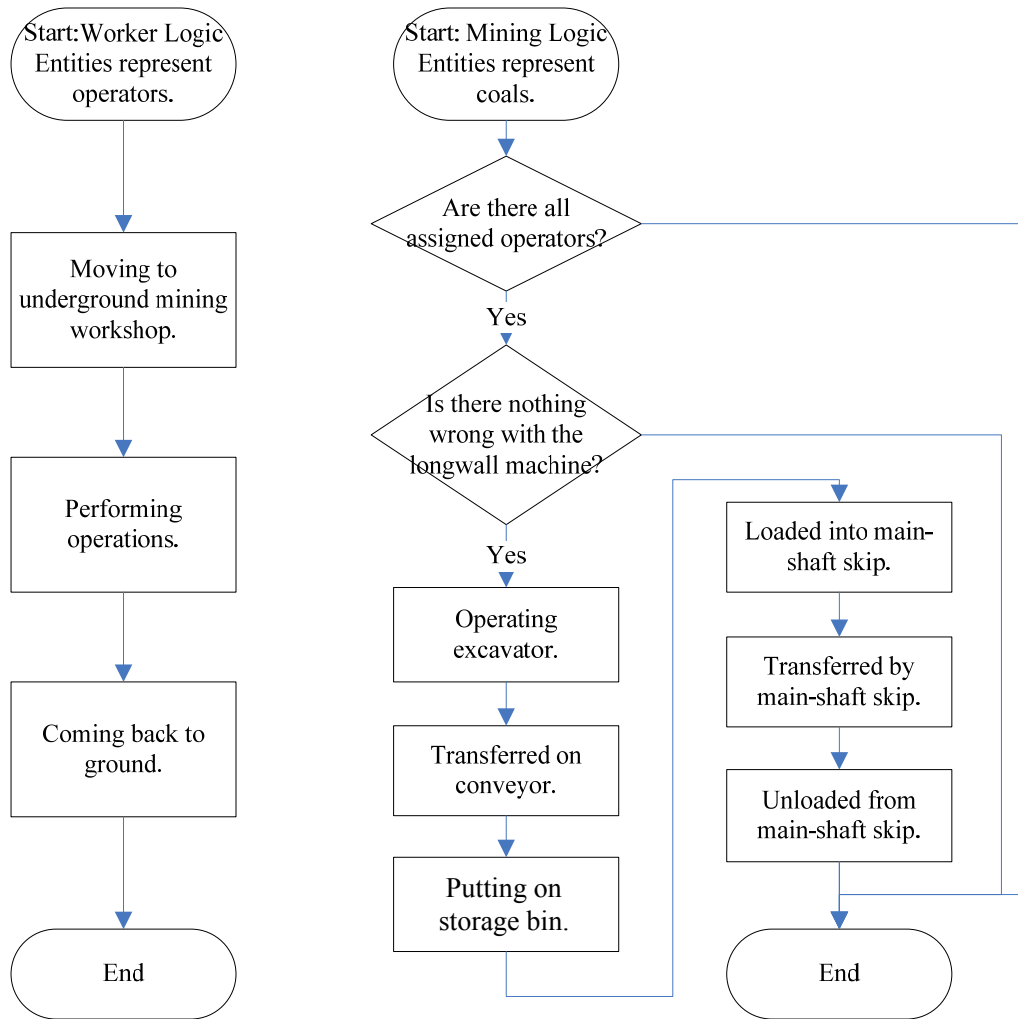 Start:Worker Logic
Entities represent
operators.
Moving to
underground mining
workshop.
Performing
operations.
Coming back to
ground.
End
Start: Mining Logic
Entities represent
coals.
Are there all
assigned operators?
Yes
Is there nothing
wrong with the
longwall machine?
Yes
Operating
excavator.
Transferred on
conveyor.
Putting on
storage bin.
Loaded into main-
shaft skip.
Transferred by
main-shaft skip.
Unloaded from
main-shaft skip.
End